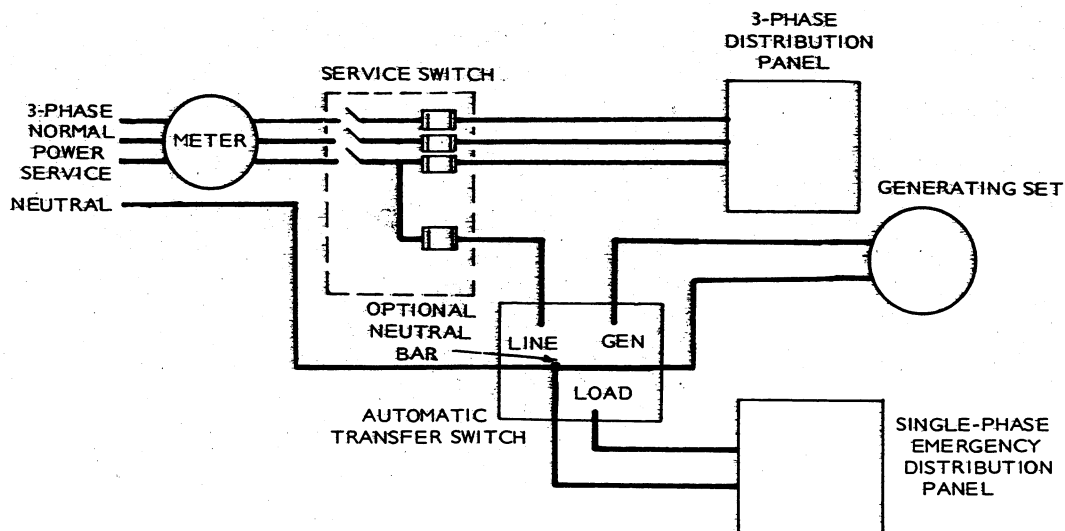 3-PHASE
DISTRIBUTION
PANEL
SERVICE SWITCH
3-PHASE
NORMAL
POWER
SERVICE
METER
NEUTRAL
GENERATING SET
OPTIONAL
NEUTRAL
BAR
LINE
GEN
LOAD
AUTOMATIC
TRANSFER SWITCH
SINGLE-PHASE
EMERGENCY
DISTRIBUTION
PANEL